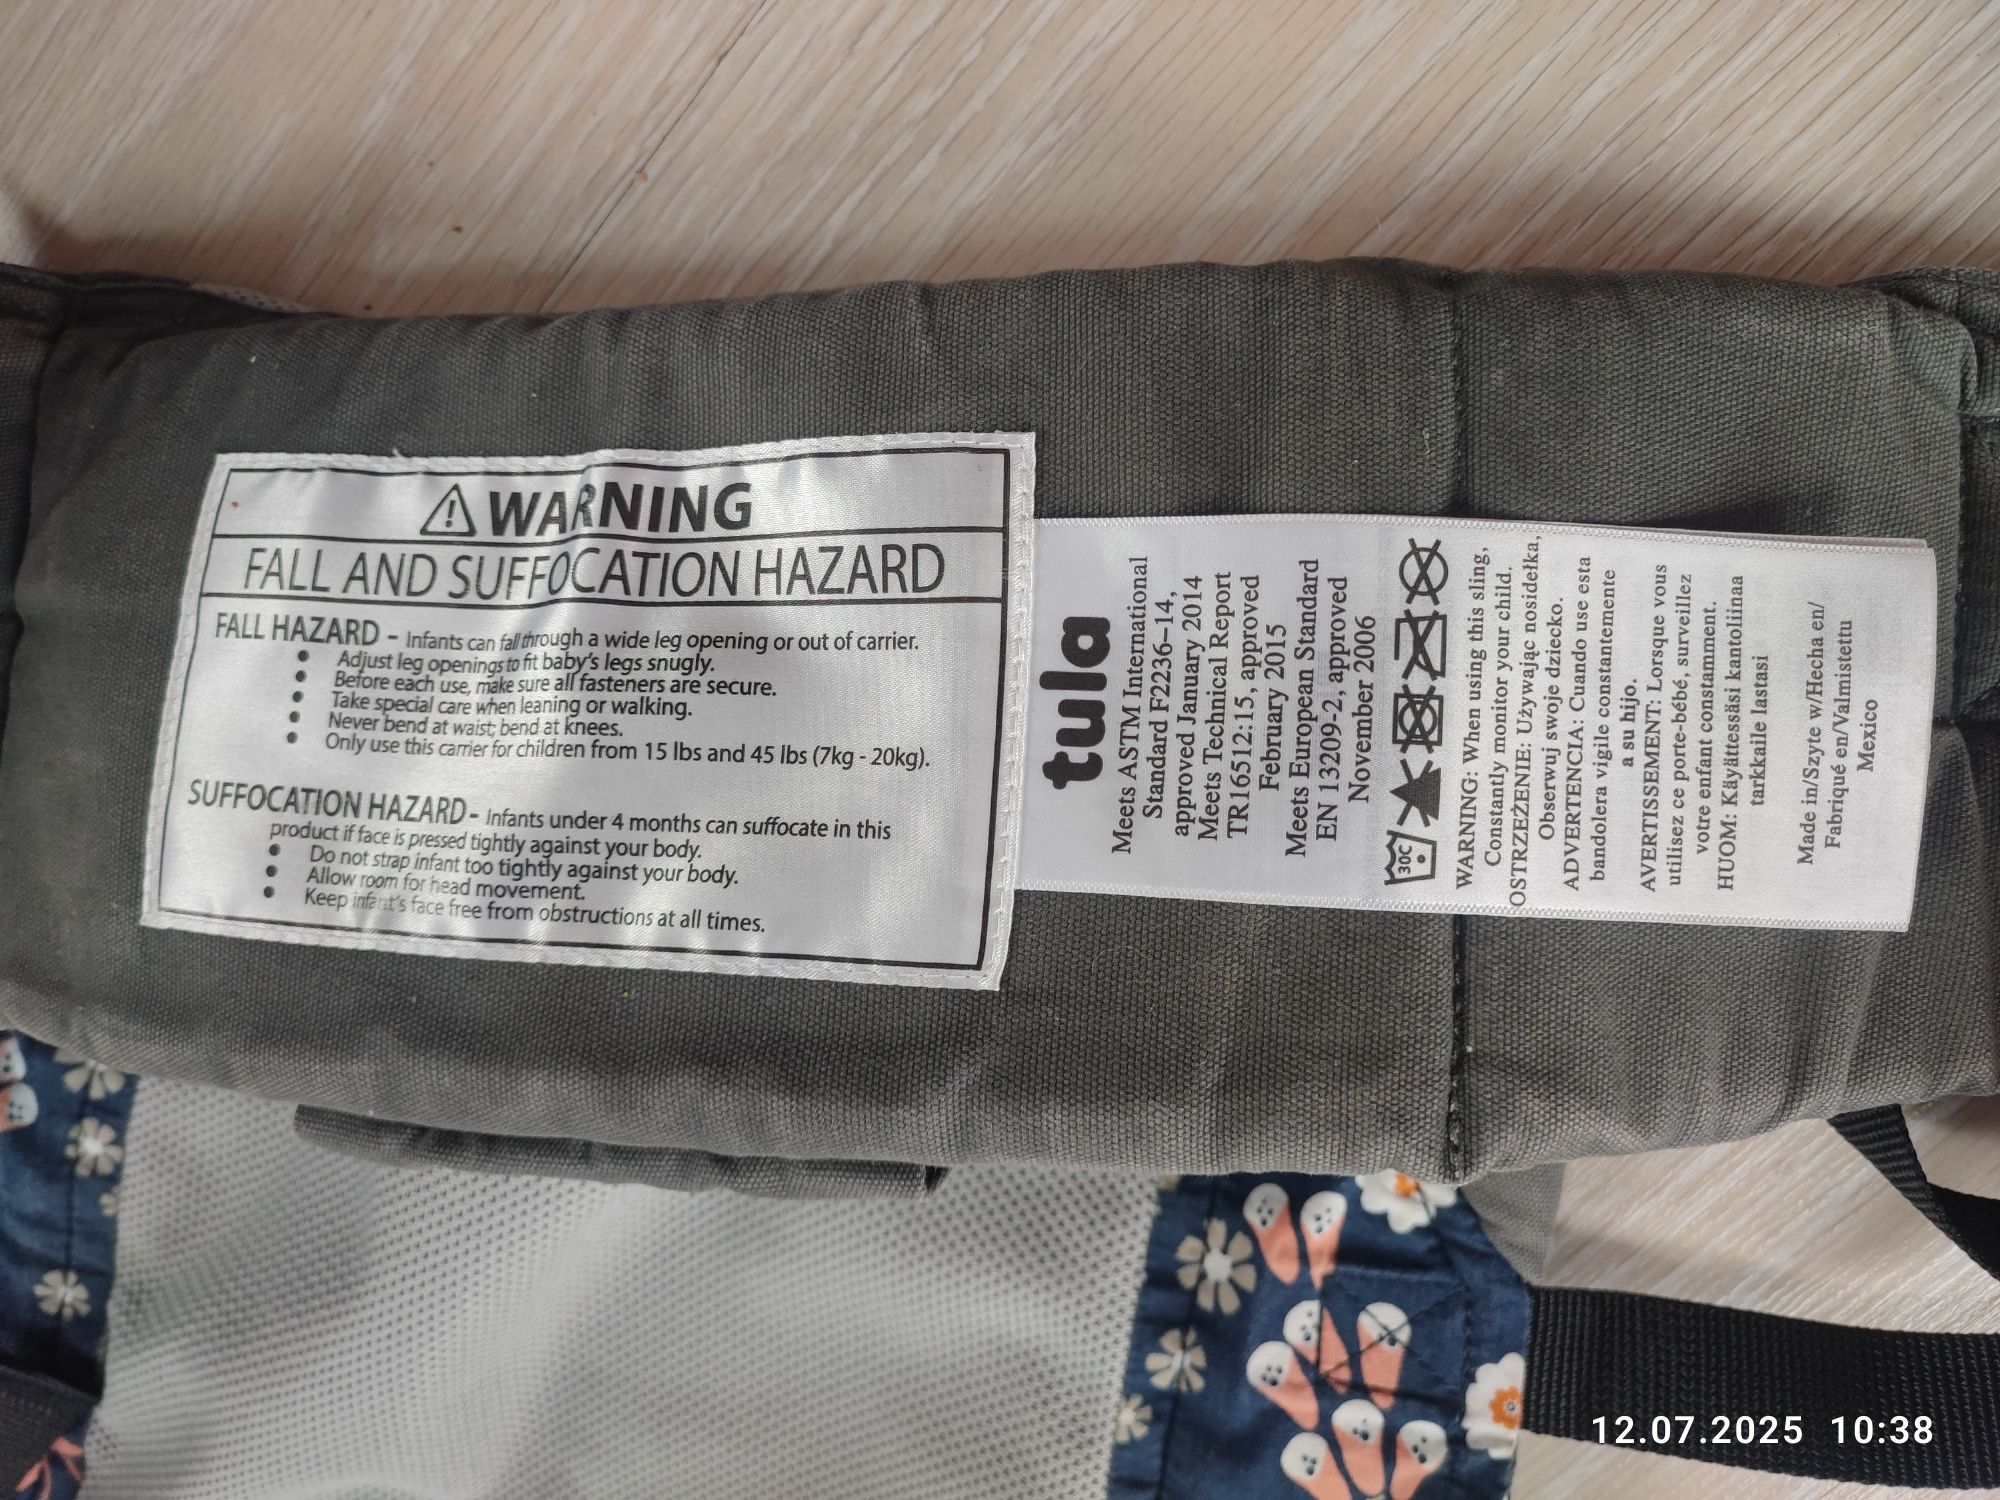 WARNING
FALL AND SUFFOCATION HAZARD
FALL HAZARD - Infants can fall through a wide leg opening or out of carrier.
• Adjust leg openings to fit baby's legs snugly.
• Before each use, make sure all fasteners are secure.
• Take special care when leaning or walking.
• Never bend at waist; bend at knees.
• Only use this carrier for children from 15 lbs and 45 lbs (7kg - 20kg).
SUFFOCATION HAZARD - Infants under 4 months can suffocate in this
product if face is pressed tightly against your body.
• Do not strap infant too tightly against your body.
• Allow room for head movement.
• Keep infant's face free from obstructions at all times.
tula
Meets ASTM International
Standard F2236-14,
approved January 2014
Meets Technical Report
TR16512:15, approved
February 2015
Meets European Standard
EN 13209-2, approved
November 2006
30C
WARNING: When using this sling,
Constantly monitor your child.
OSTRZEŻENIE: Używając nosidełka,
Obserwuj swoje dziecko.
ADVERTENCIA: Cuando use esta
bandolera vigile constantemente
a su hijo.
AVERTISSEMENT: Lorsque vous
utilisez ce porte-bébé, surveillez
votre enfant constamment.
HUOM: Käyättessäsi kantoliinaa
tarkkaile lastasi
Made in/Szyte w/Hecha en/
Fabriqué en/Valmistettu
Mexico
12.07.2025 10:38